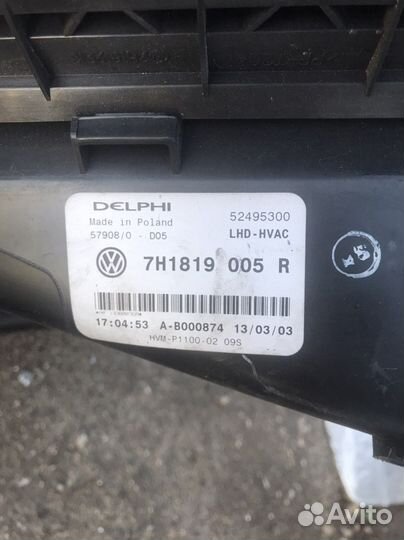 DELPHI
Made in Poland
52495300
57908/0 - D05
LHD-HVAC
7H1819 005 R
17:04:53 A-B000874 13/03/03
HVM-P1100-02 09S
Avito